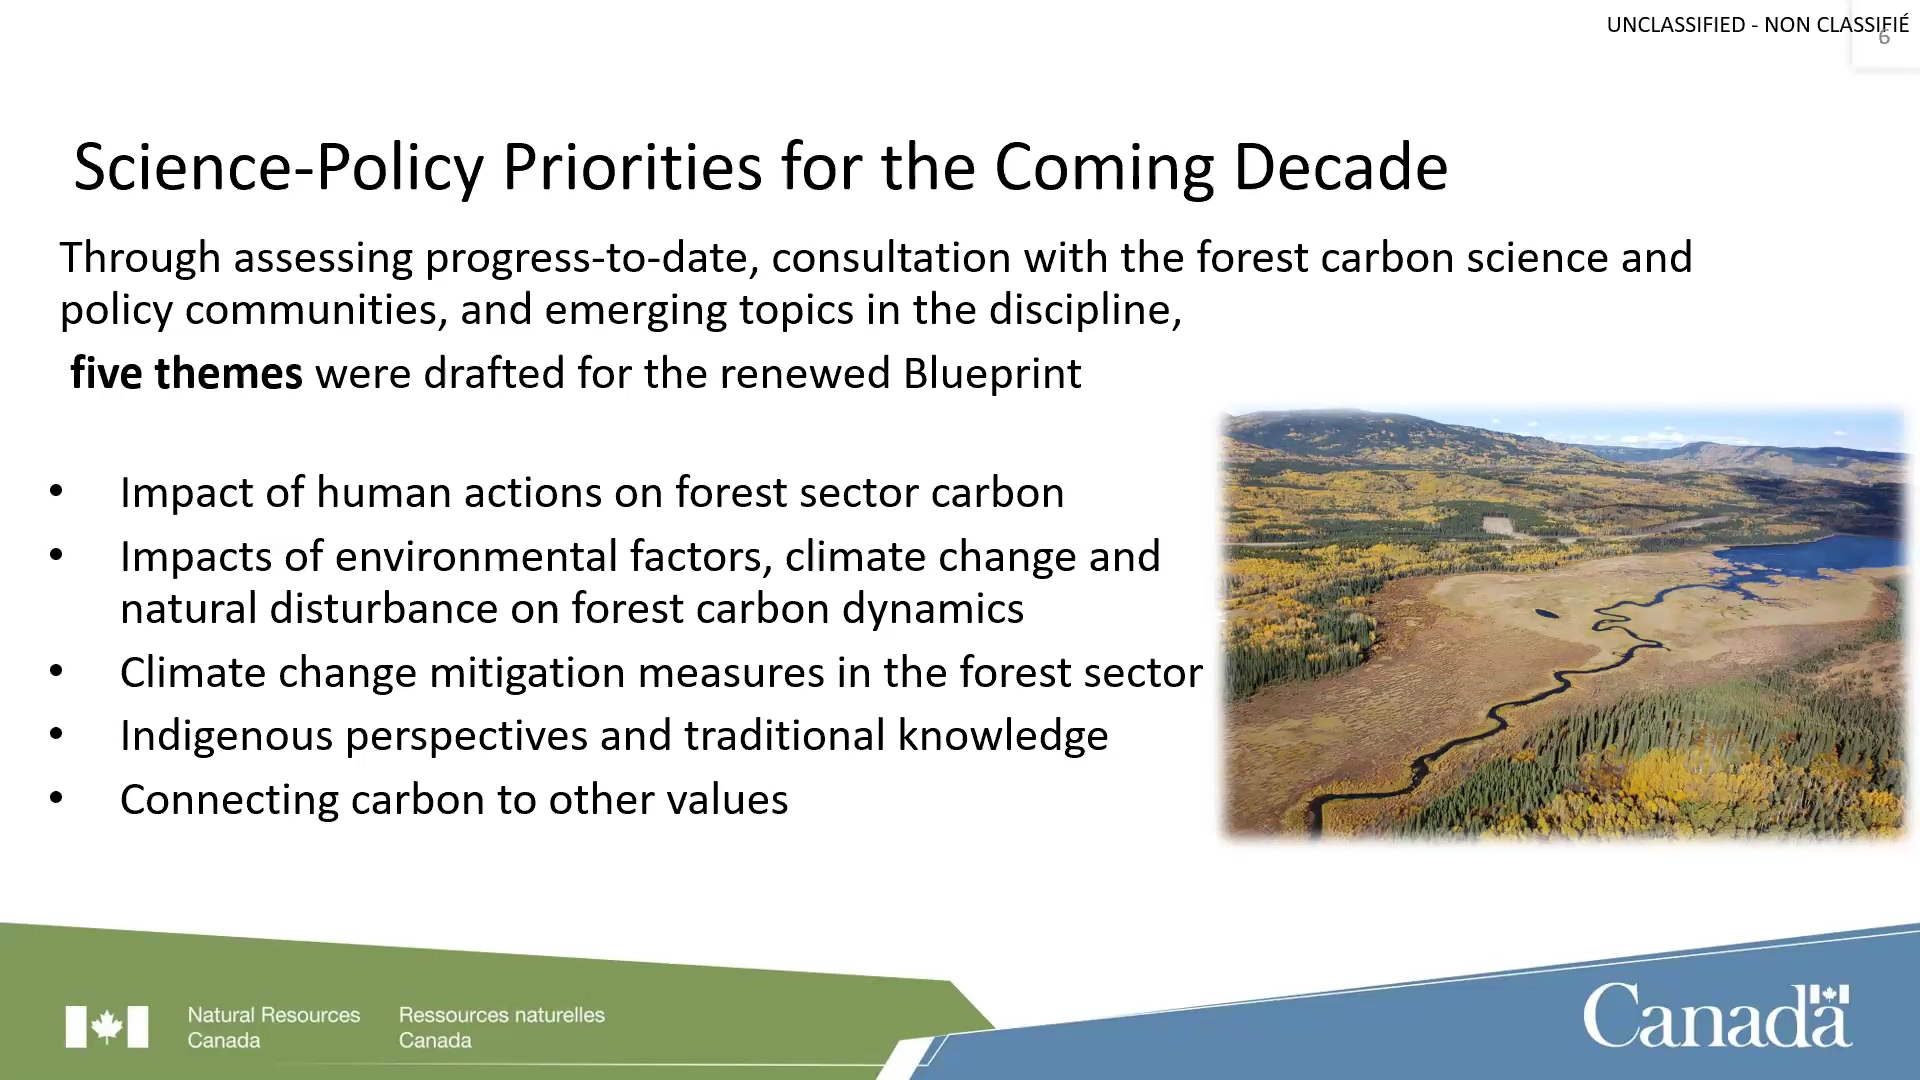 UNCLASSIFIED - NON CLASSIFIÉ
6
Science-Policy Priorities for the Coming Decade
Through assessing progress-to-date, consultation with the forest carbon science and
policy communities, and emerging topics in the discipline,
five themes were drafted for the renewed Blueprint
• Impact of human actions on forest sector carbon
• Impacts of environmental factors, climate change and
natural disturbance on forest carbon dynamics
• Climate change mitigation measures in the forest sector
• Indigenous perspectives and traditional knowledge
• Connecting carbon to other values
Natural Resources
Canada
Ressources naturelles
Canada
Canada